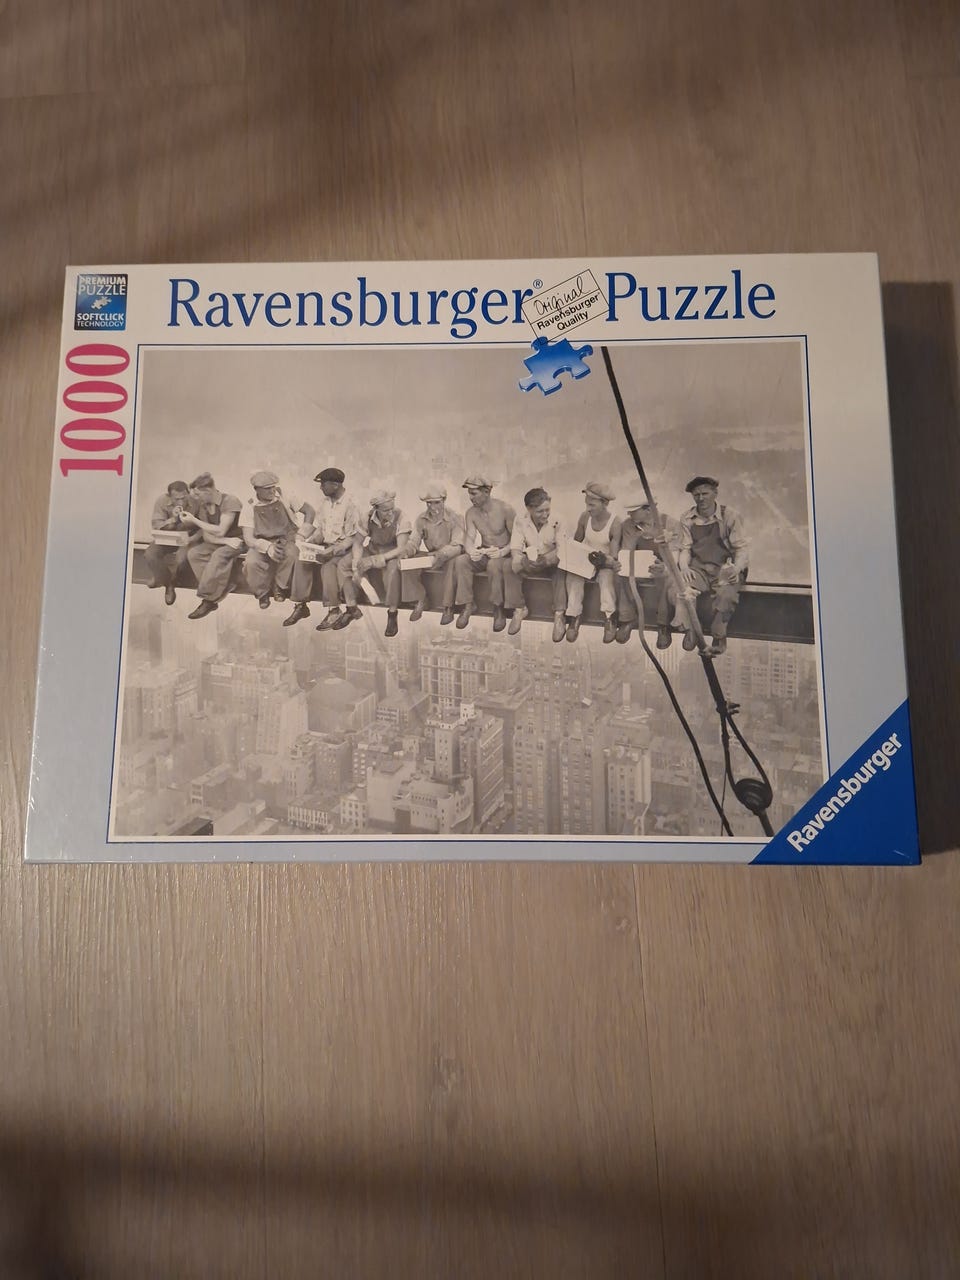 PREMIUM
PUZZLE
SOFTCLICK
TECHNOLOGY
Ravensburger® Puzzle
Original
Ravensburger
Quality
1000
Ravensburger